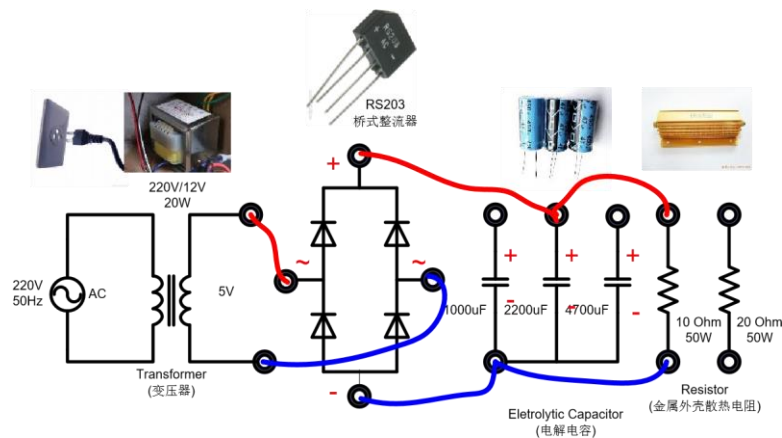 RS203
桥式整流器
220V/12V
20W
220V
50Hz
AC
5V
+
~
~
-
Transformer
(变压器)
+
+
+
-
-
-
1000uF
2200uF
4700uF
Eletrolytic Capacitor
(电解电容)
10 Ohm
50W
20 Ohm
50W
Resistor
(金属外壳散热电阻)